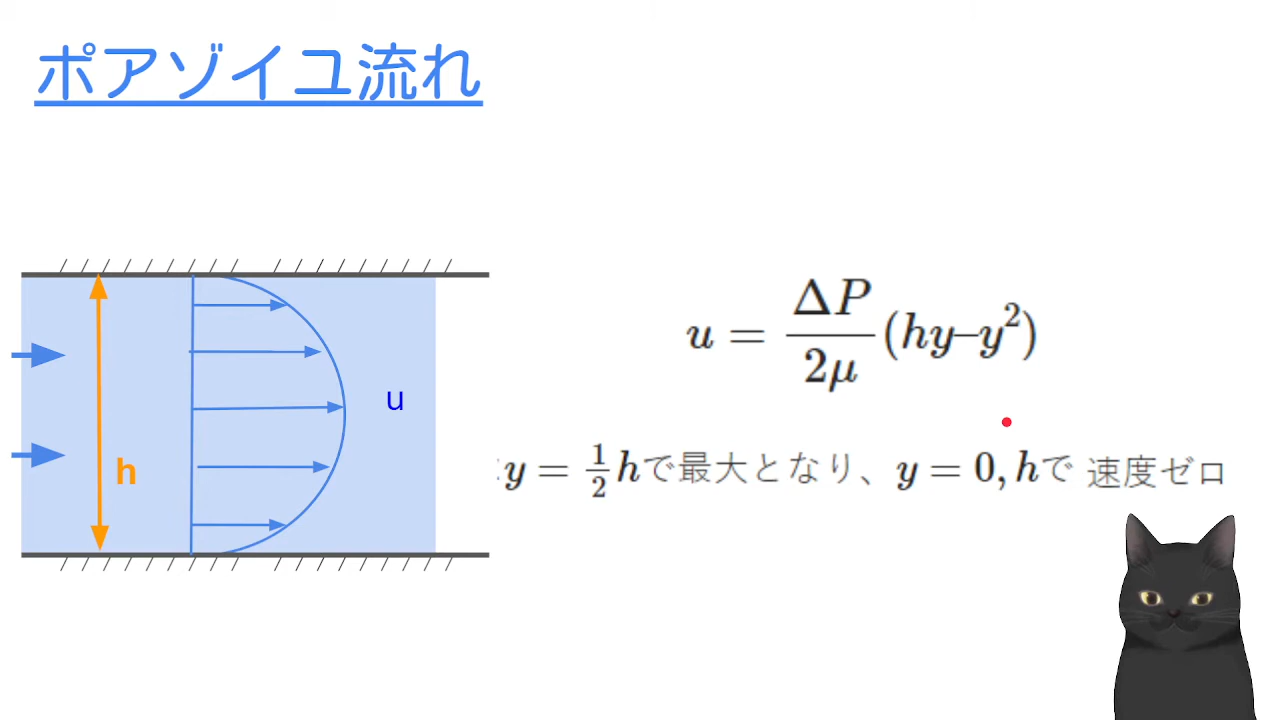 ポアゾイユ流れ
u = ΔP/2μ (hy–y²)
u
y = 1/2 hで最大となり、y = 0, hで 速度ゼロ
h